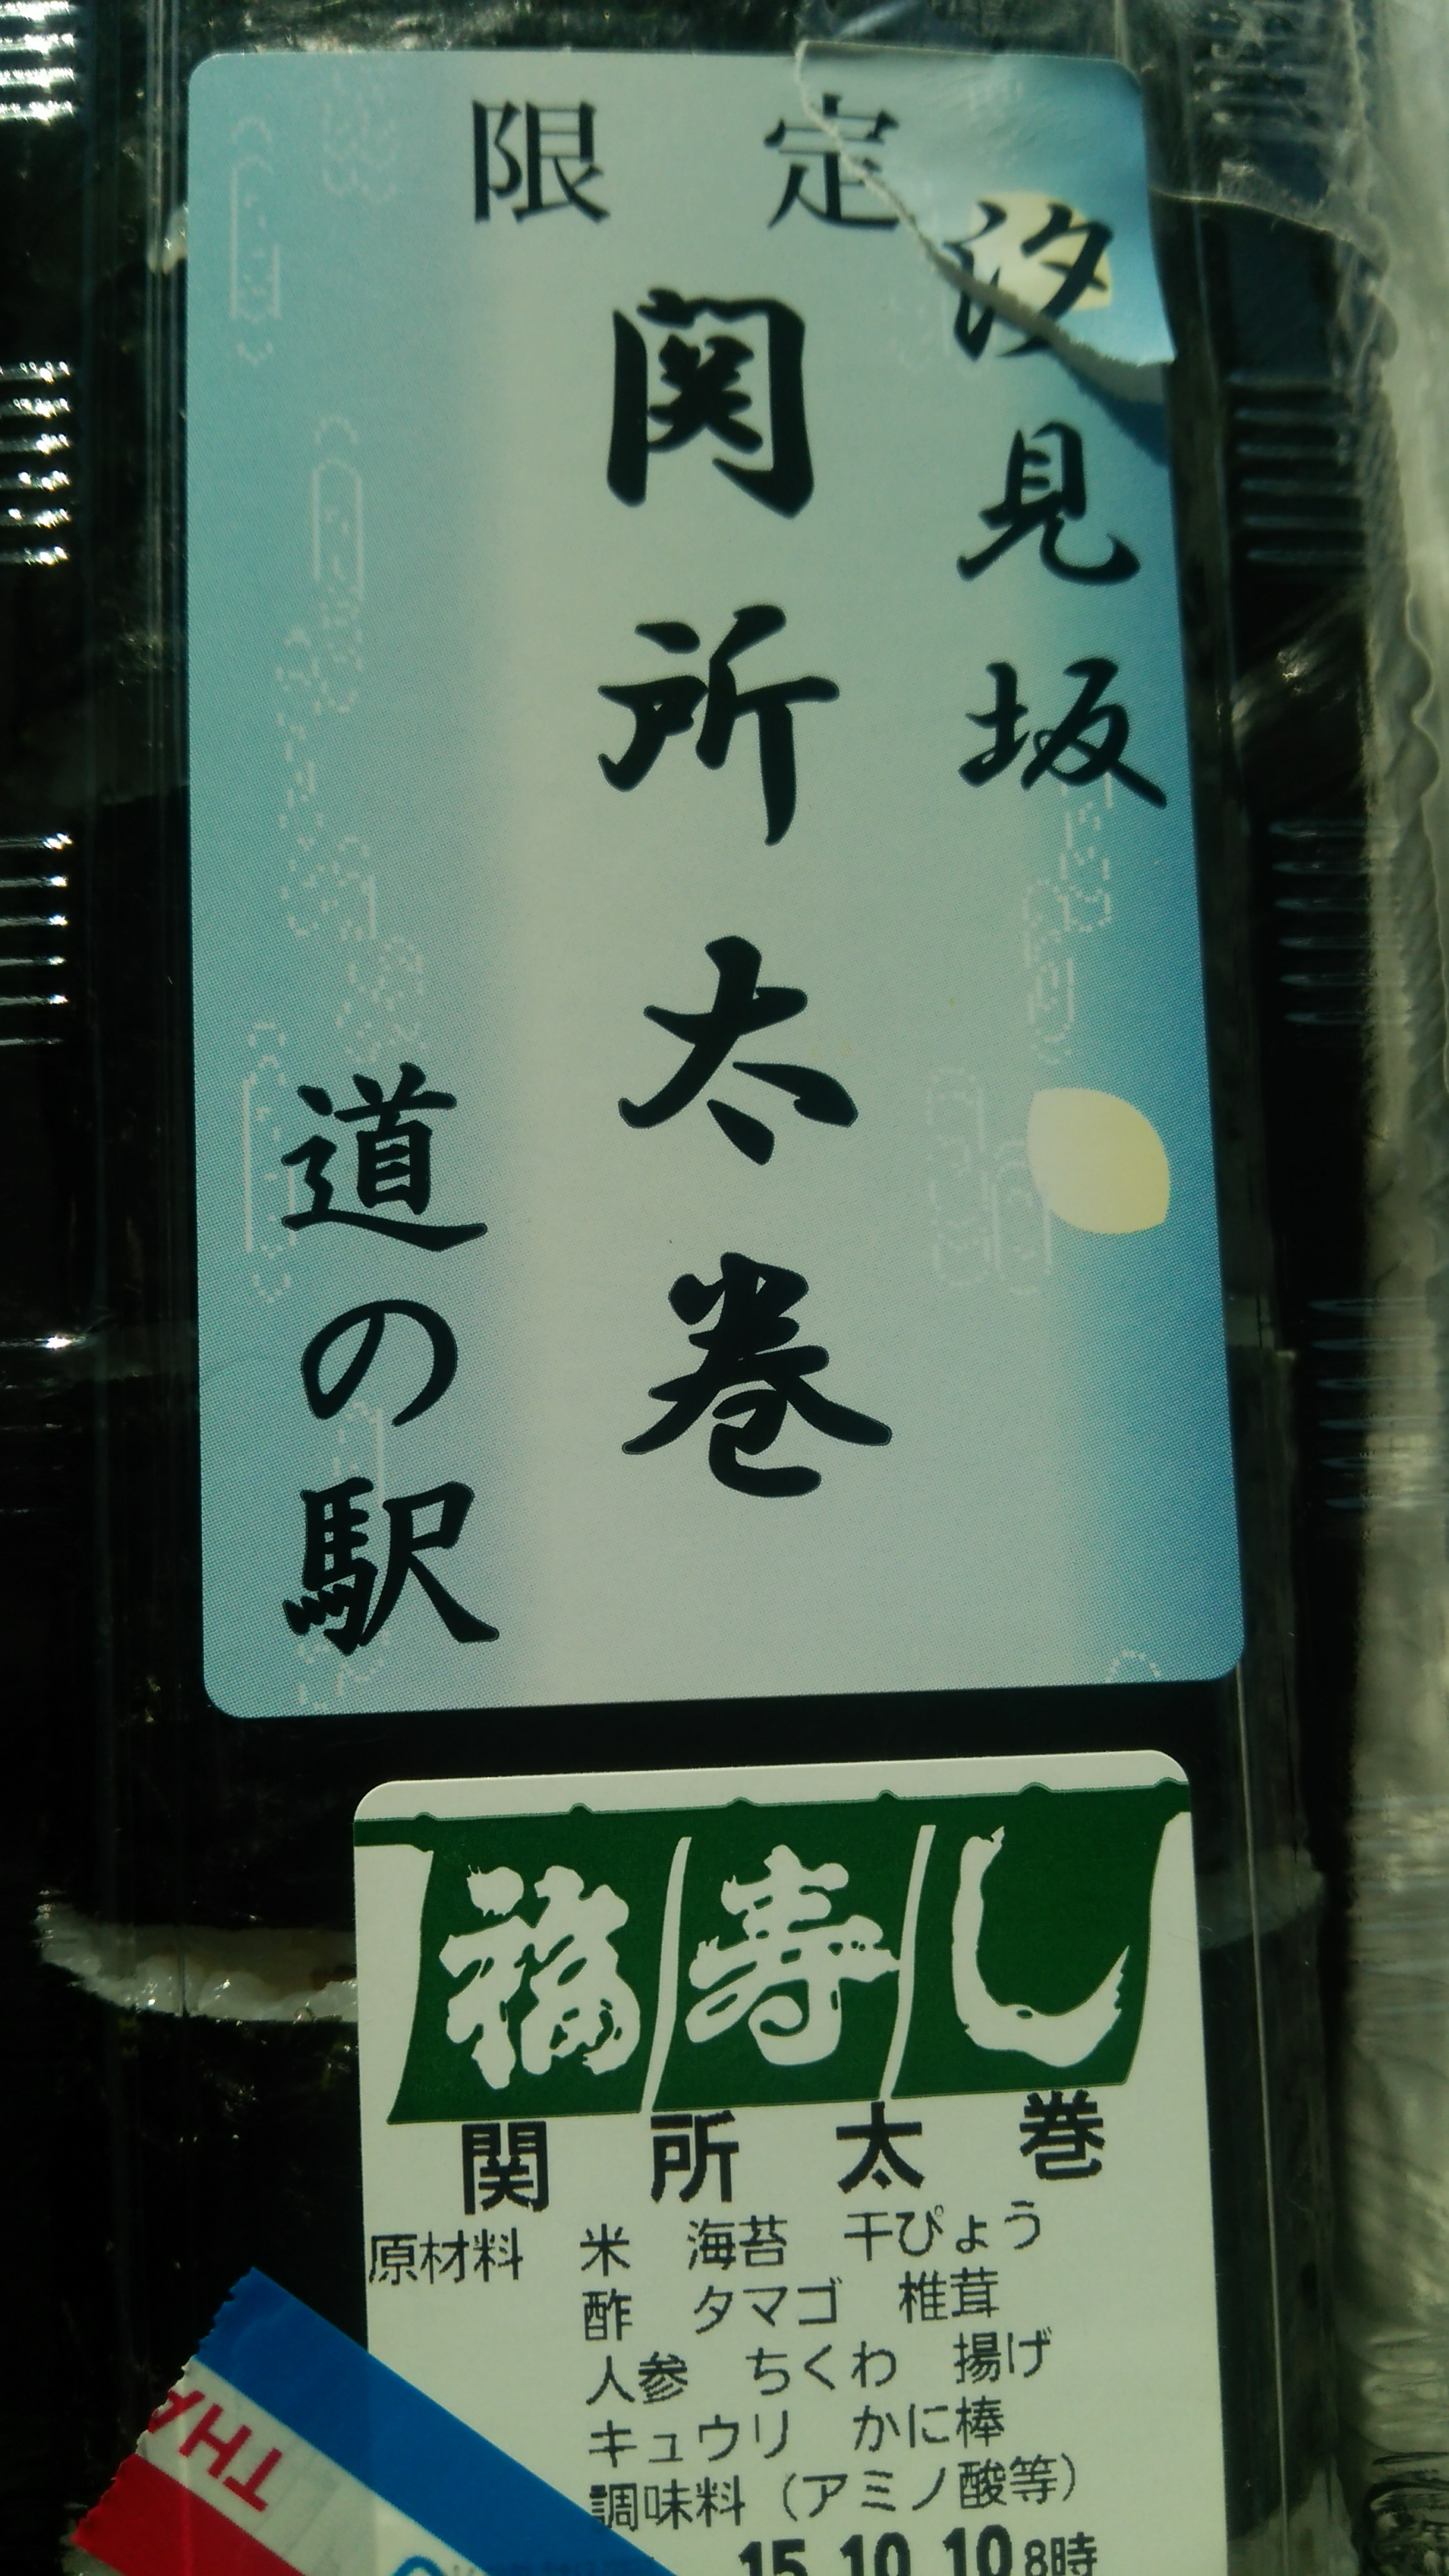 限定
汐見坂
関所太巻
道の駅
福寿し
関所太巻
原材料 米 海苔 干ぴょう
酢 タマゴ 椎茸
人参 ちくわ 揚げ
キュウリ かに棒
調味料（アミノ酸等）
15.10.10 8時
THA